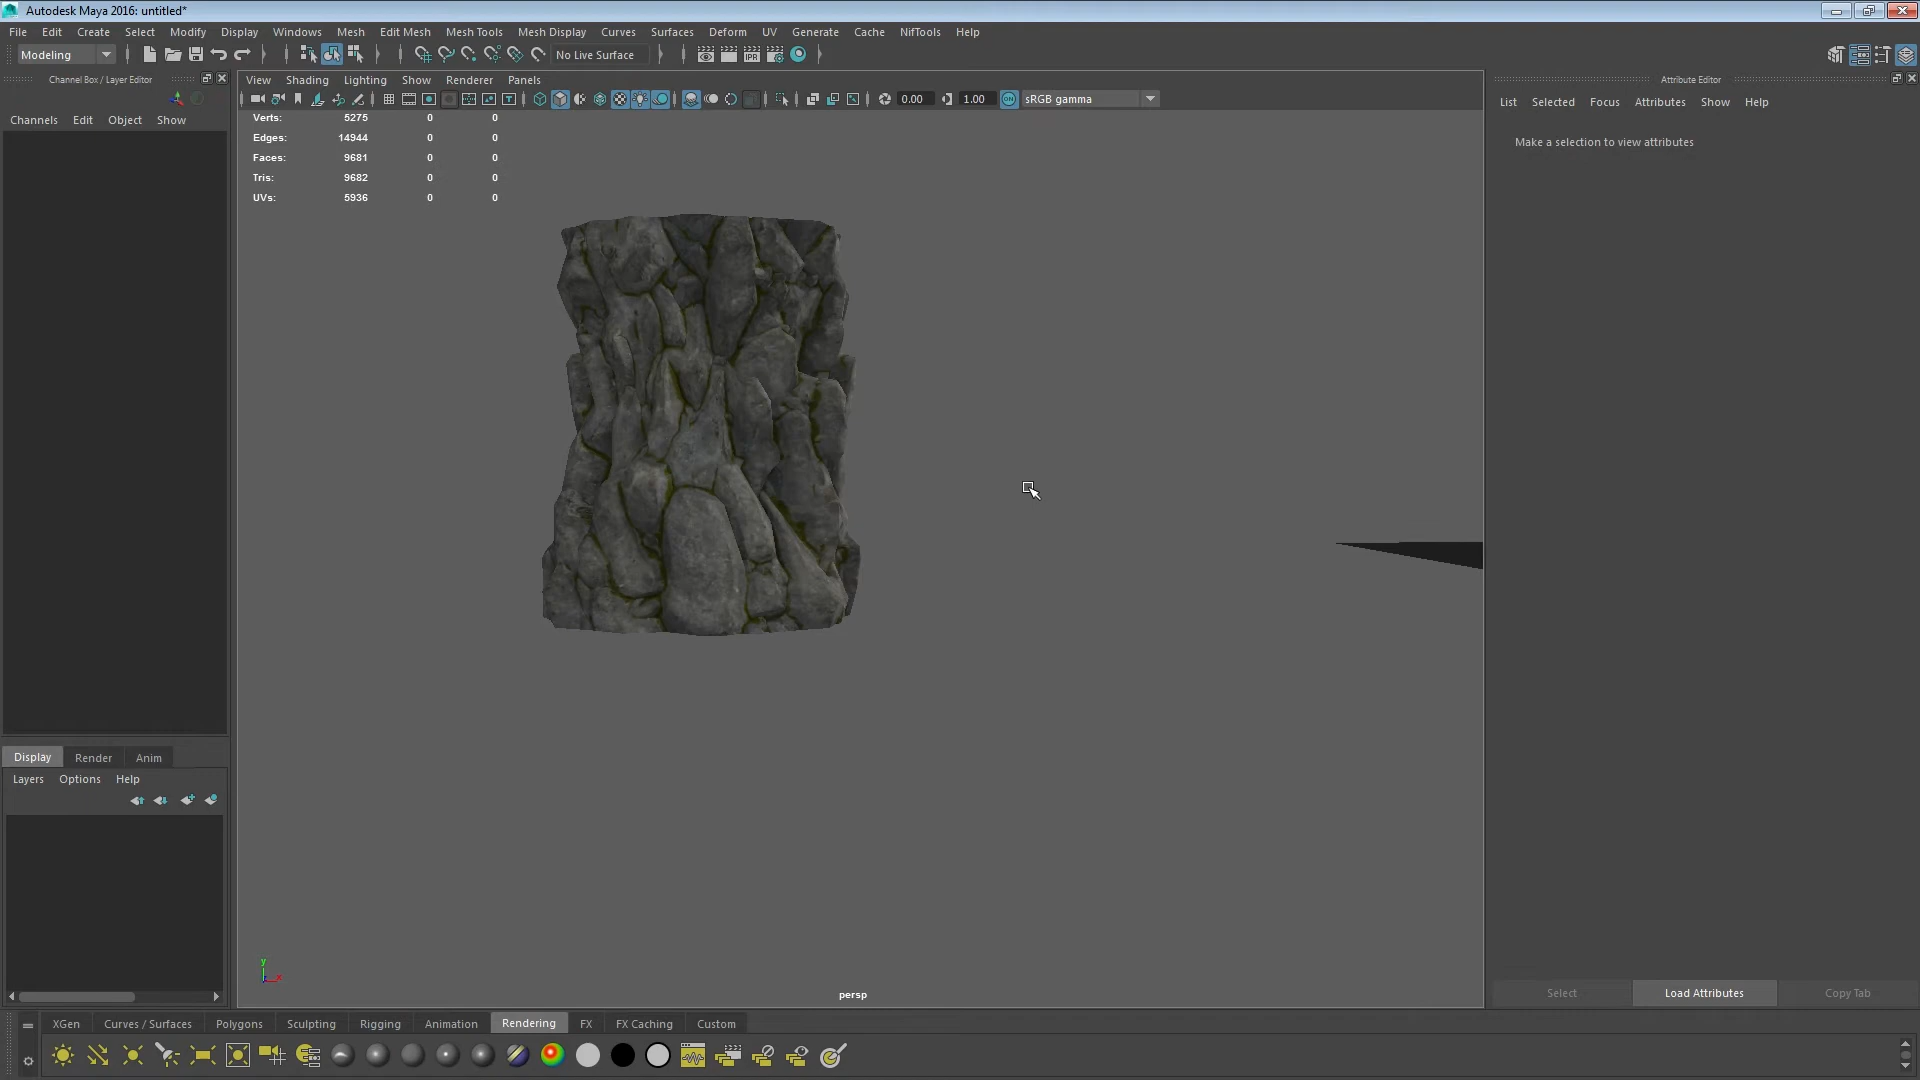 Autodesk Maya 2016: untitled*
File Edit Create Select Modify Display Windows Mesh Edit Mesh Mesh Tools Mesh Display Curves Surfaces Deform UV Generate Cache NifTools Help
Modeling No Live Surface
Channel Box / Layer Editor
Channels Edit Object Show
View Shading Lighting Show Renderer Panels
0.00 1.00 ON sRGB gamma
Verts: 5275 0 0
Edges: 14944 0 0
Faces: 9681 0 0
Tris: 9682 0 0
UVs: 5936 0 0
y
x
persp
Attribute Editor
List Selected Focus Attributes Show Help
Make a selection to view attributes
Select Load Attributes Copy Tab
Display Render Anim
Layers Options Help
XGen Curves / Surfaces Polygons Sculpting Rigging Animation Rendering FX FX Caching Custom